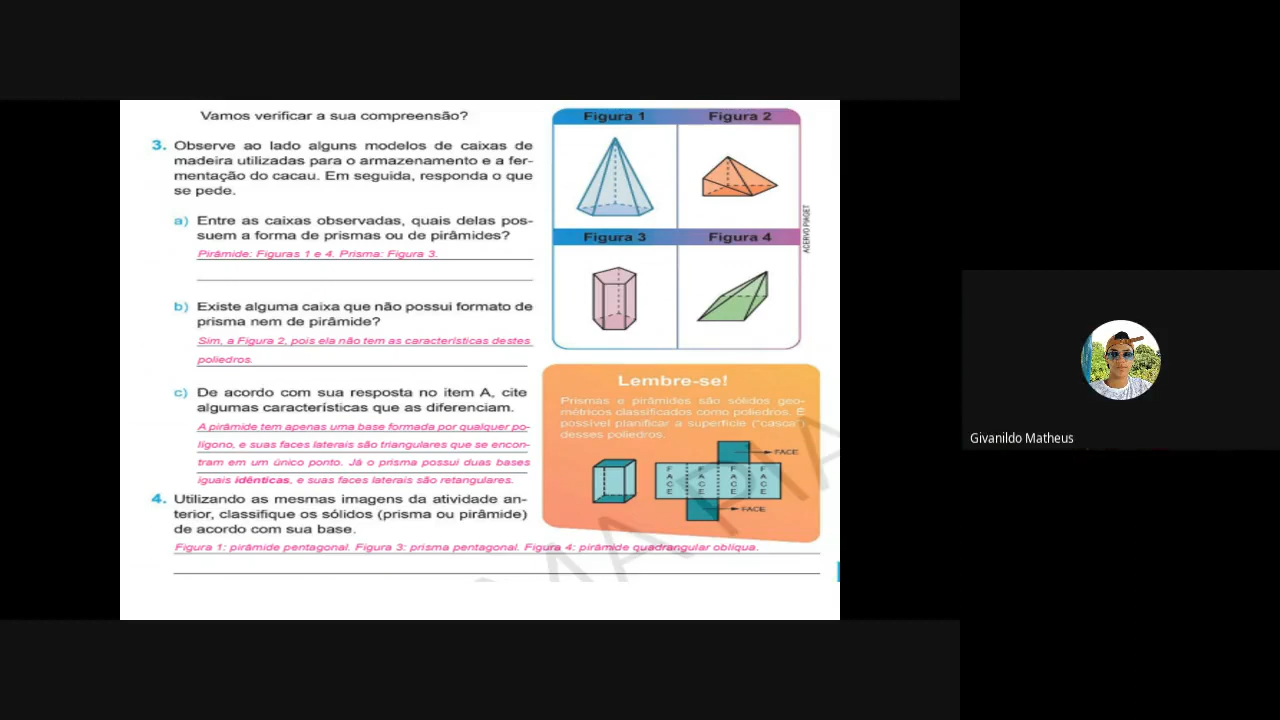 Vamos verificar a sua compreensão?
3. Observe ao lado alguns modelos de caixas de
madeira utilizadas para o armazenamento e a fer-
mentação do cacau. Em seguida, responda o que
se pede.
a) Entre as caixas observadas, quais delas pos-
suem a forma de prismas ou de pirâmides?
Pirâmide: Figuras 1 e 4. Prisma: Figura 3.
b) Existe alguma caixa que não possui formato de
prisma nem de pirâmide?
Sim, a Figura 2, pois ela não tem as características destes
poliedros.
c) De acordo com sua resposta no item A, cite
algumas características que as diferenciam.
A pirâmide tem apenas uma base formada por qualquer po-
lígono, e suas faces laterais são triangulares que se encon-
tram em um único ponto. Já o prisma possui duas bases
iguais idênticas, e suas faces laterais são retangulares.
4. Utilizando as mesmas imagens da atividade an-
terior, classifique os sólidos (prisma ou pirâmide)
de acordo com sua base.
Figura 1: pirâmide pentagonal. Figura 3: prisma pentagonal. Figura 4: pirâmide quadrangular oblíqua.
Figura 1
Figura 2
Figura 3
Figura 4
ACERVO PIAGET
Lembre-se!
Prismas e pirâmides são sólidos geo-
métricos classificados como poliedros. É
possível planificar a superfície ("casca")
desses poliedros.
FACE
FACE
FACE
FACE
FACE
FACE
Givanildo Matheus